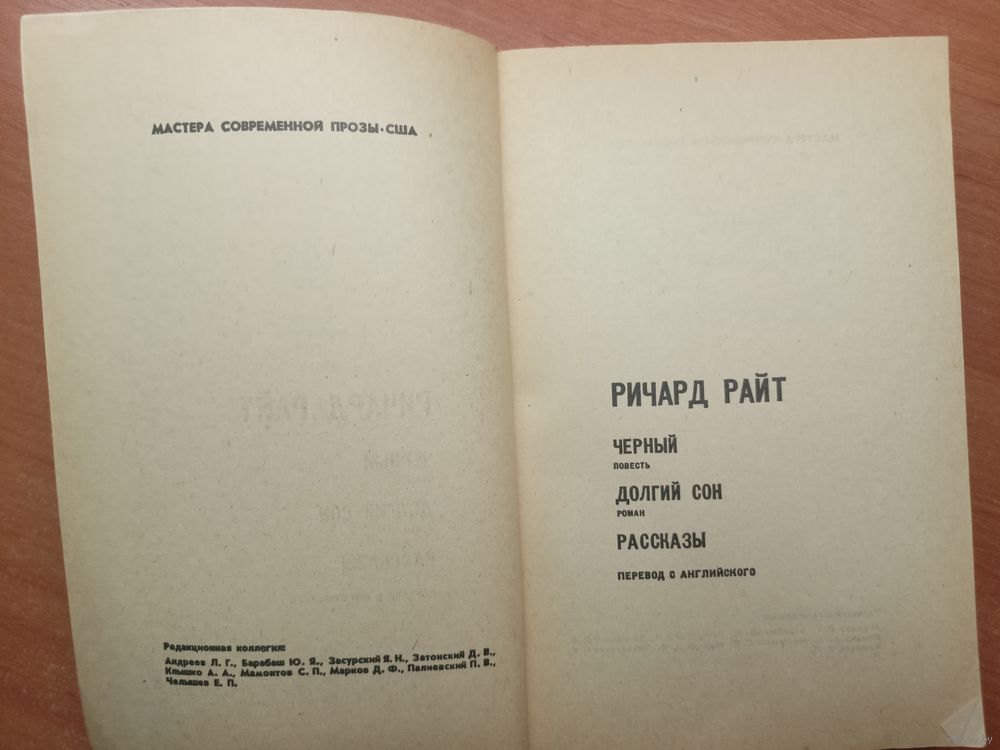 МАСТЕРА СОВРЕМЕННОЙ ПРОЗЫ·США
Редакционная коллегия:
Андреев Л. Г., Барабаш Ю. Я., Засурский Я. Н., Затонский Д. В.,
Клышко А. А., Мамонтов С. П., Марков Д. Ф., Палиевский П. В.,
Челышев Е. П.
РИЧАРД РАЙТ
ЧЕРНЫЙ
ПОВЕСТЬ
ДОЛГИЙ СОН
РОМАН
РАССКАЗЫ
ПЕРЕВОД С АНГЛИЙСКОГО